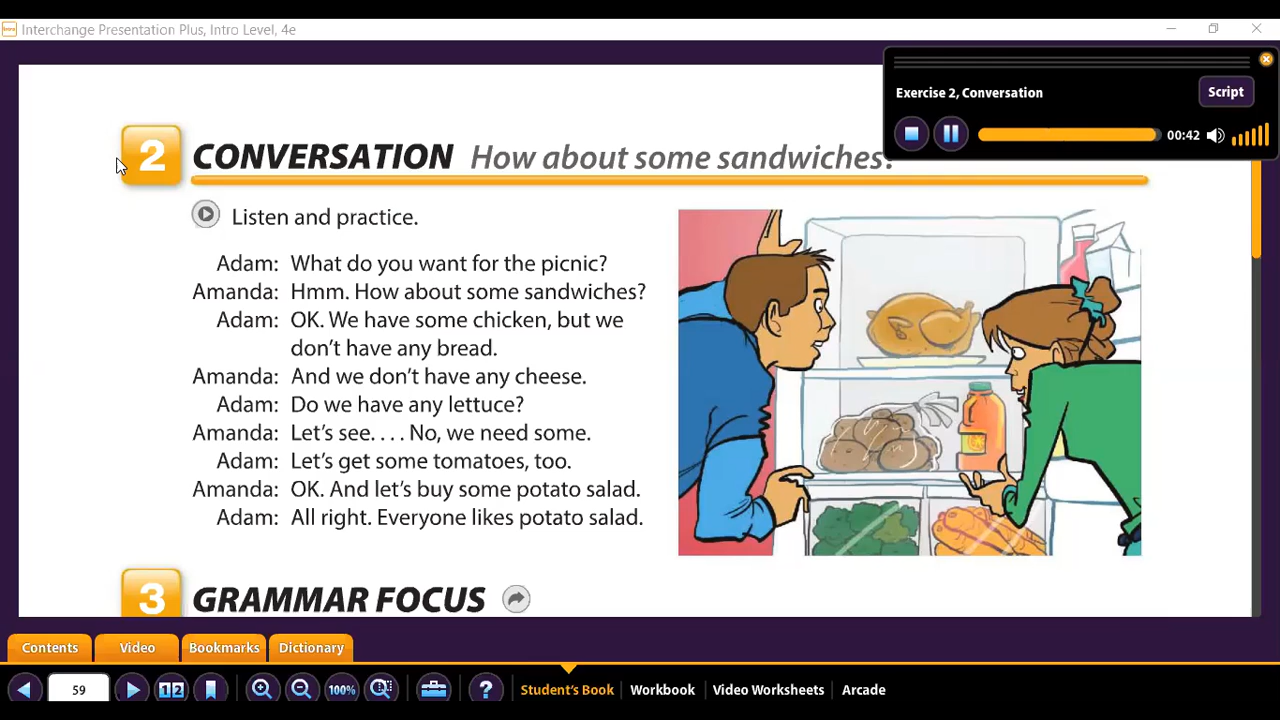 Interchange Presentation Plus, Intro Level, 4e
Exercise 2, Conversation
Script
00:42
2 CONVERSATION How about some sandwiches?
Listen and practice.
Adam: What do you want for the picnic?
Amanda: Hmm. How about some sandwiches?
Adam: OK. We have some chicken, but we
don't have any bread.
Amanda: And we don't have any cheese.
Adam: Do we have any lettuce?
Amanda: Let's see. . . . No, we need some.
Adam: Let's get some tomatoes, too.
Amanda: OK. And let's buy some potato salad.
Adam: All right. Everyone likes potato salad.
3 GRAMMAR FOCUS
Contents Video Bookmarks Dictionary
59 1 2 100% ? Student's Book Workbook Video Worksheets Arcade